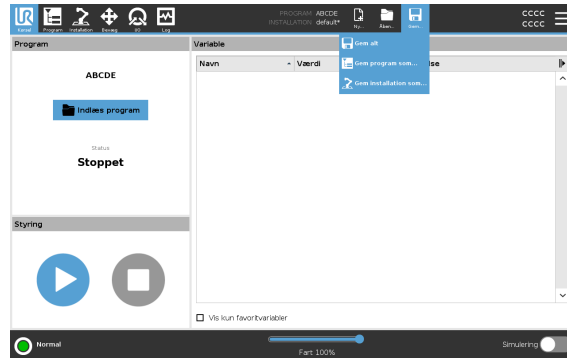 UR
Kørsel Program Installation Bevæg I/O Log
PROGRAM ABCDE
INSTALLATION default*
Ny... Åben... Gem...
CCCC
CCCC
Program
Variable
Gem alt
Gem program som...
Gem installation som...
Navn Værdi
ABCDE
Indlæs program
Status
Stoppet
Styring
Vis kun favoritvariabler
Normal
Fart 100%
Simulering